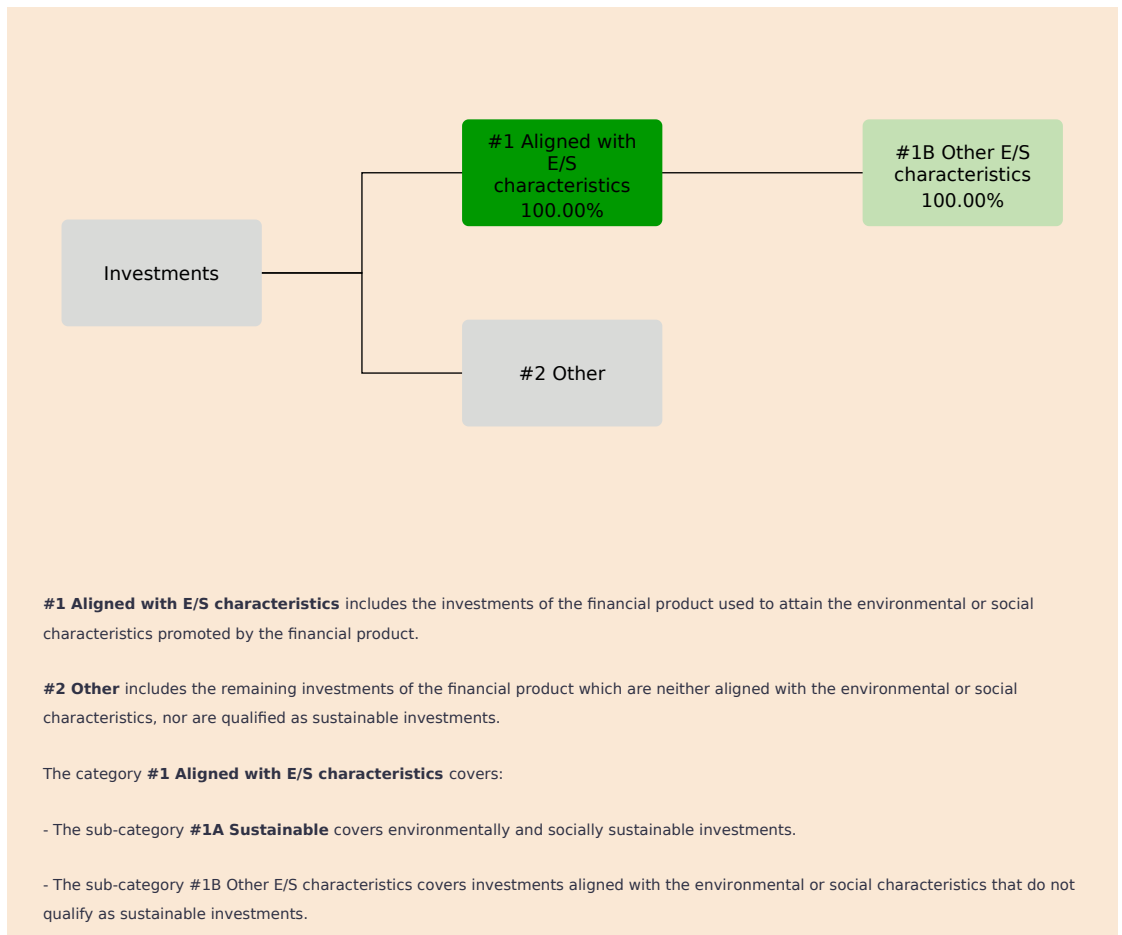 #1 Aligned with
E/S
characteristics
100.00%
#1B Other E/S
characteristics
100.00%
Investments
#2 Other
#1 Aligned with E/S characteristics includes the investments of the financial product used to attain the environmental or social
characteristics promoted by the financial product.
#2 Other includes the remaining investments of the financial product which are neither aligned with the environmental or social
characteristics, nor are qualified as sustainable investments.
The category #1 Aligned with E/S characteristics covers:
- The sub-category #1A Sustainable covers environmentally and socially sustainable investments.
- The sub-category #1B Other E/S characteristics covers investments aligned with the environmental or social characteristics that do not
qualify as sustainable investments.